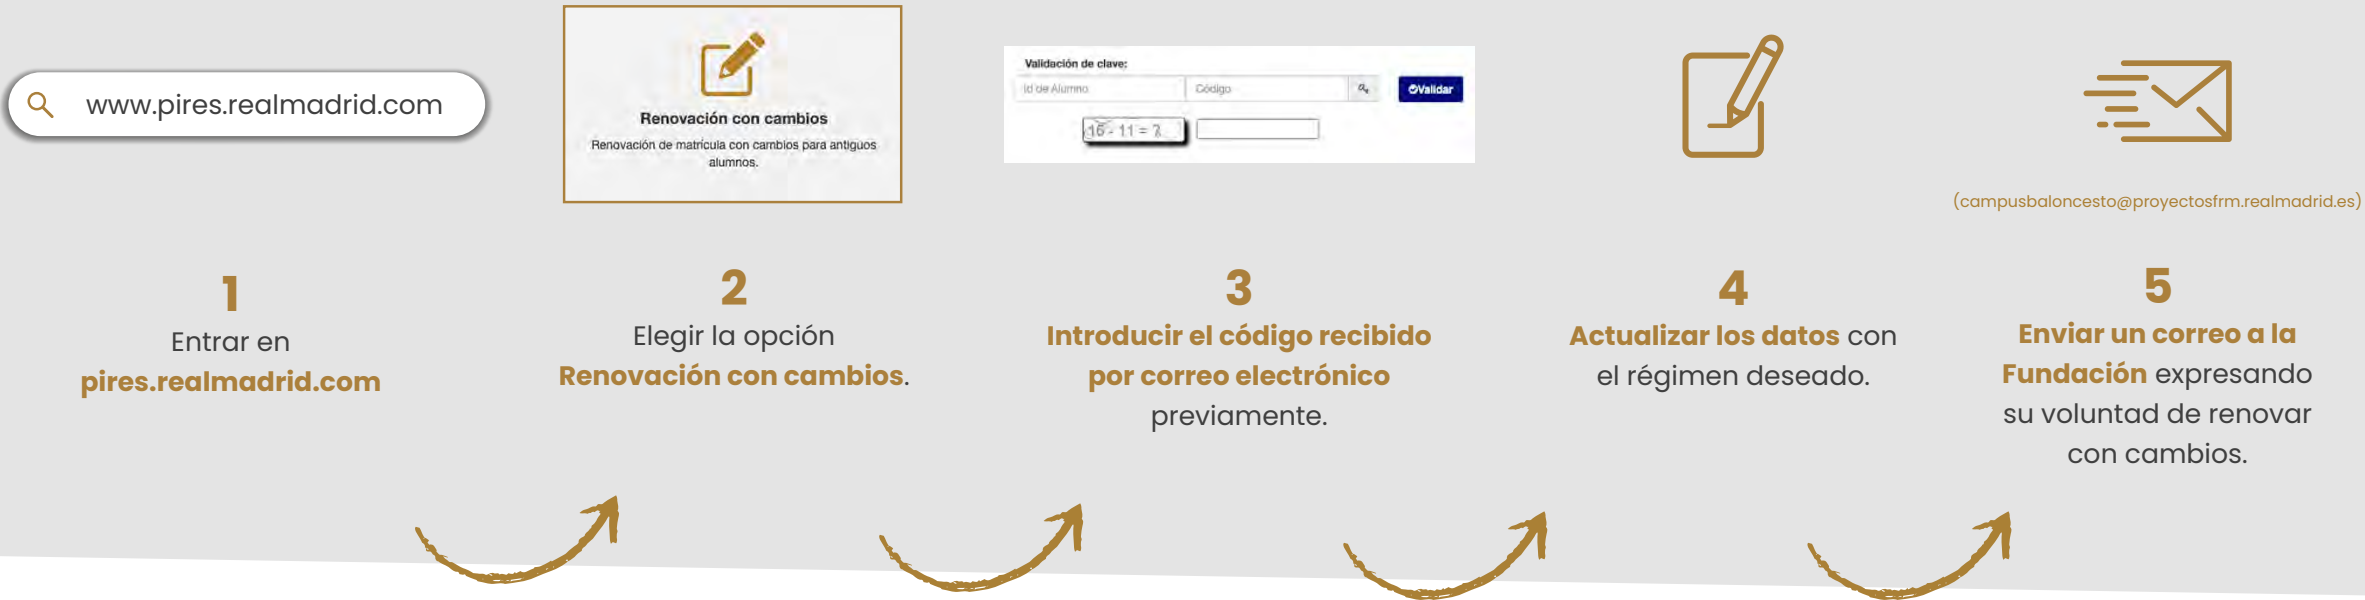 www.pires.realmadrid.com
1
Entrar en
pires.realmadrid.com
Renovación con cambios
Renovación de matrícula con cambios para antiguos
alumnos.
2
Elegir la opción
Renovación con cambios.
Validación de clave:
Id de Alumno
Código
Validar
16 - 11 = ?
3
Introducir el código recibido
por correo electrónico
previamente.
4
Actualizar los datos con
el régimen deseado.
(campusbaloncesto@proyectosfrm.realmadrid.es)
5
Enviar un correo a la
Fundación expresando
su voluntad de renovar
con cambios.